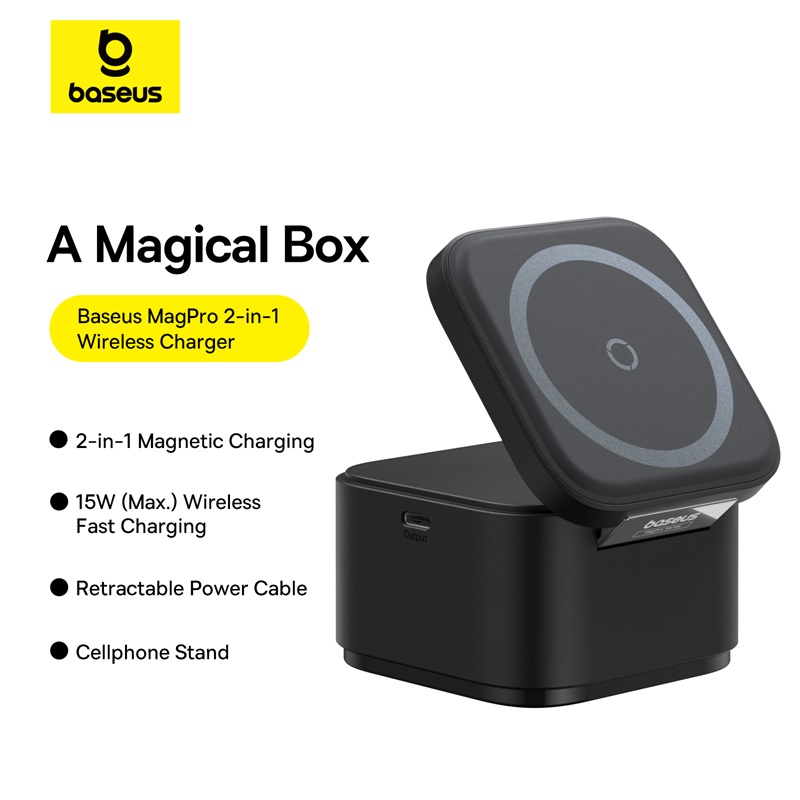 baseus
A Magical Box
Baseus MagPro 2-in-1
Wireless Charger
2-in-1 Magnetic Charging
15W (Max.) Wireless
Fast Charging
Retractable Power Cable
Cellphone Stand
Output
baseus